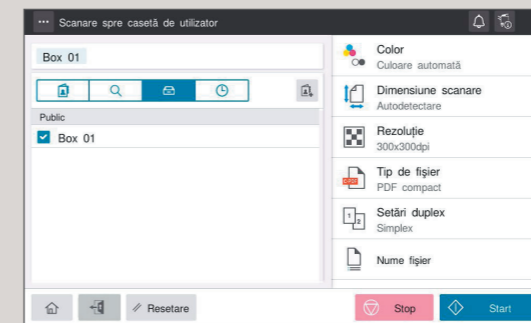 Scanare spre casetă de utilizator
Box 01
Public
Box 01
Color
Culoare automată
Dimensiune scanare
Autodetectare
Rezoluție
300x300dpi
Tip de fișier
PDF compact
Setări duplex
Simplex
Nume fișier
Resetare
Stop
Start